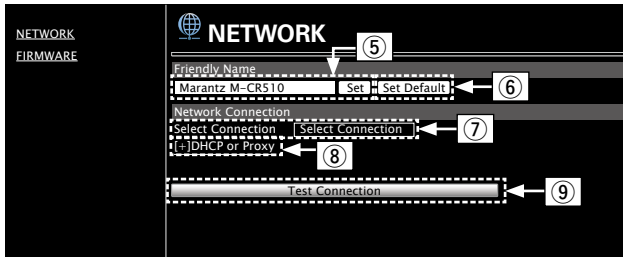 NETWORK
FIRMWARE
NETWORK
⑤
Friendly Name
Marantz M-CR510 Set Set Default ⑥
Network Connection
Select Connection Select Connection ⑦
[+]DHCP or Proxy ⑧
Test Connection ⑨